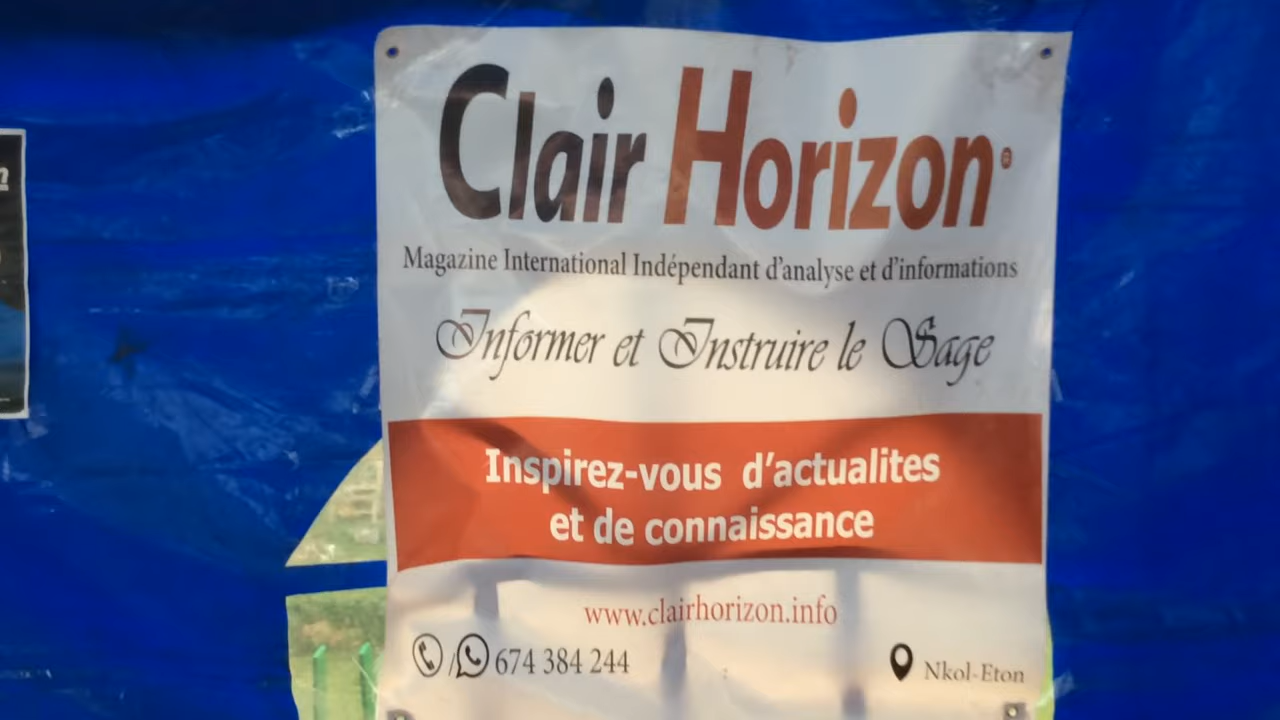 Clair Horizon®
Magazine International Indépendant d'analyse et d'informations
Informer et Instruire le Sage
Inspirez-vous d'actualites
et de connaissance
www.clairhorizon.info
/ 674 384 244
Nkol-Eton